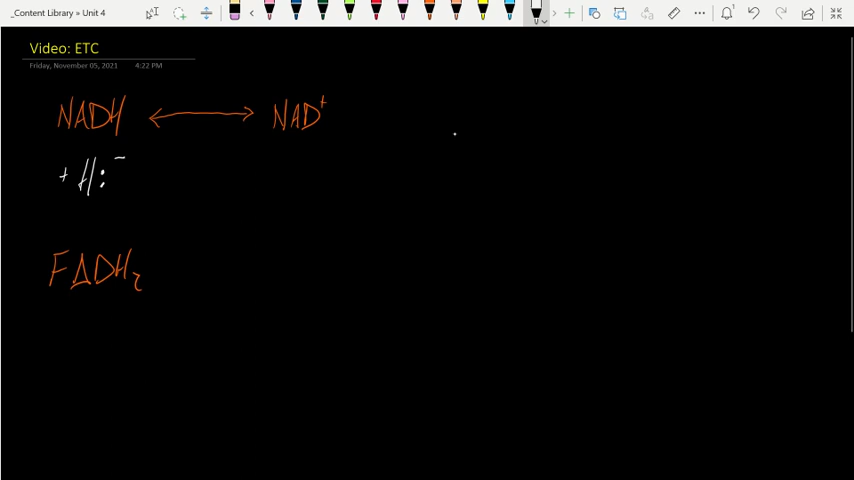 _Content Library » Unit 4
Video: ETC
Friday, November 05, 2021 4:22 PM
NADH ⟷ NAD⁺
+ H:⁻
FADH₂